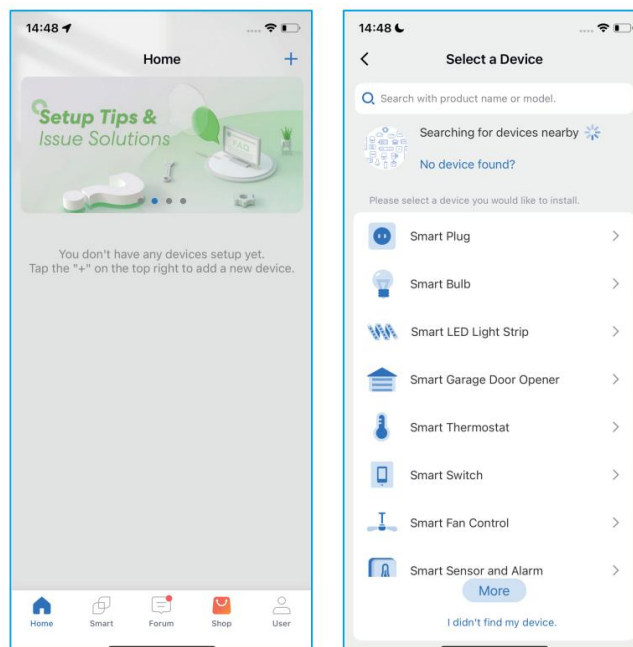 14:48
Home
+
Setup Tips &
Issue Solutions
FAQ
You don't have any devices setup yet.
Tap the "+" on the top right to add a new device.
Home
Smart
Forum
Shop
User
14:48
Select a Device
Search with product name or model.
Searching for devices nearby
No device found?
Please select a device you would like to install.
Smart Plug
Smart Bulb
Smart LED Light Strip
Smart Garage Door Opener
Smart Thermostat
Smart Switch
Smart Fan Control
Smart Sensor and Alarm
More
I didn't find my device.